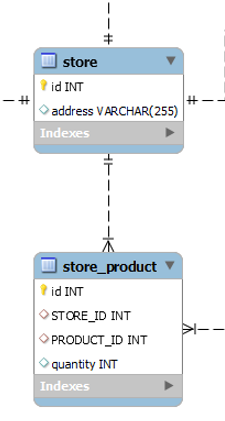 store
id INT
address VARCHAR(255)
Indexes
store_product
id INT
STORE_ID INT
PRODUCT_ID INT
quantity INT
Indexes